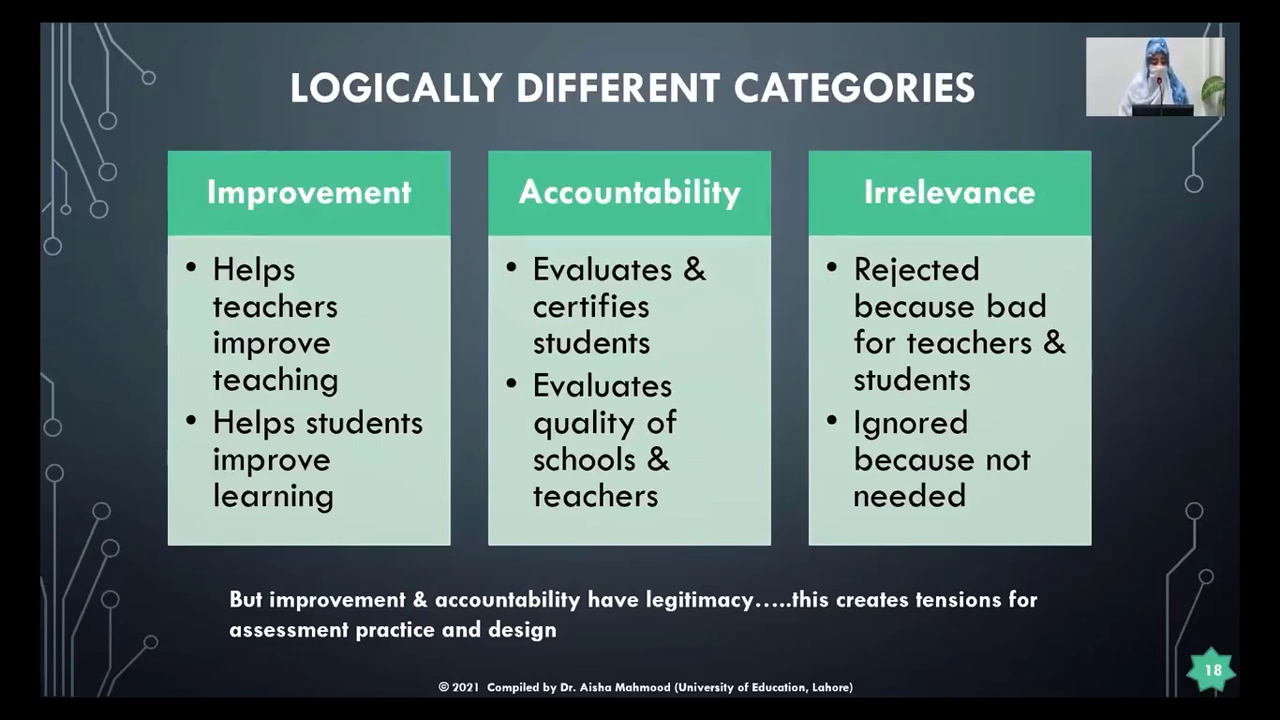 LOGICALLY DIFFERENT CATEGORIES
Improvement
• Helps
teachers
improve
teaching
• Helps students
improve
learning
Accountability
• Evaluates &
certifies
students
• Evaluates
quality of
schools &
teachers
Irrelevance
• Rejected
because bad
for teachers &
students
• Ignored
because not
needed
But improvement & accountability have legitimacy…..this creates tensions for
assessment practice and design
© 2021 Compiled by Dr. Aisha Mahmood (University of Education, Lahore)
18